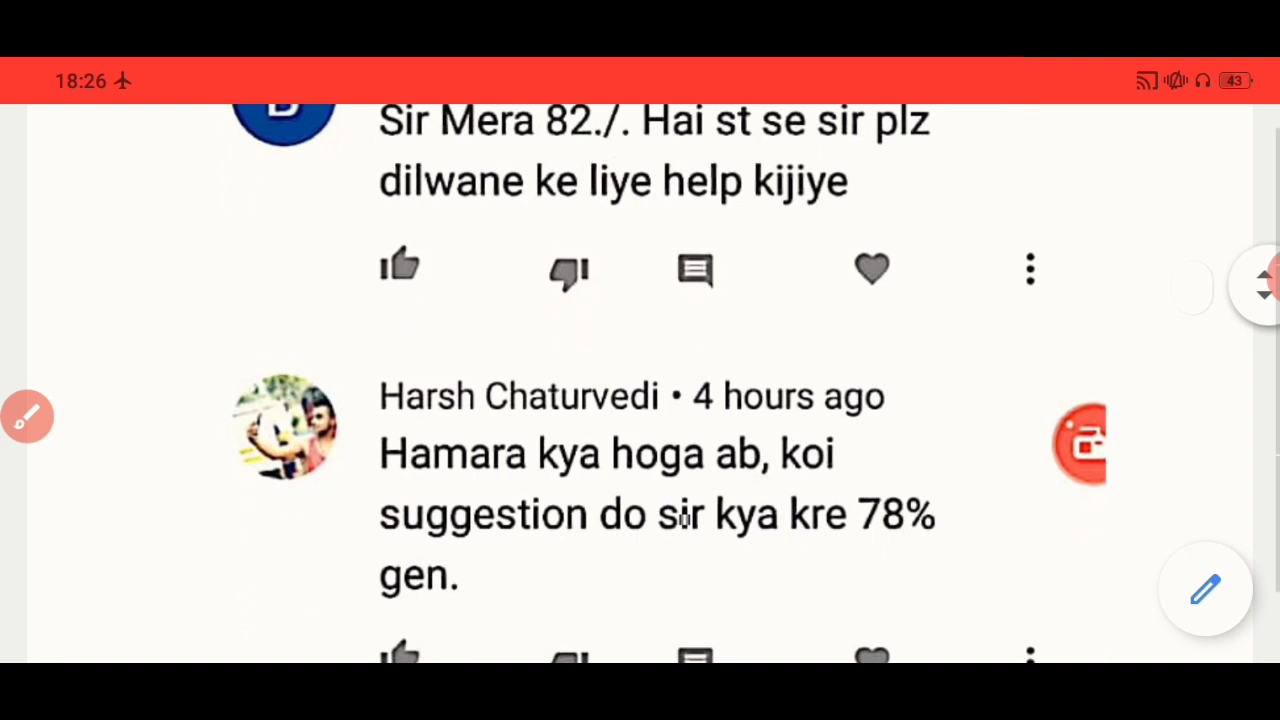 18:26
43
Sir Mera 82./. Hai st se sir plz
dilwane ke liye help kijiye
Harsh Chaturvedi • 4 hours ago
Hamara kya hoga ab, koi
suggestion do sir kya kre 78%
gen.